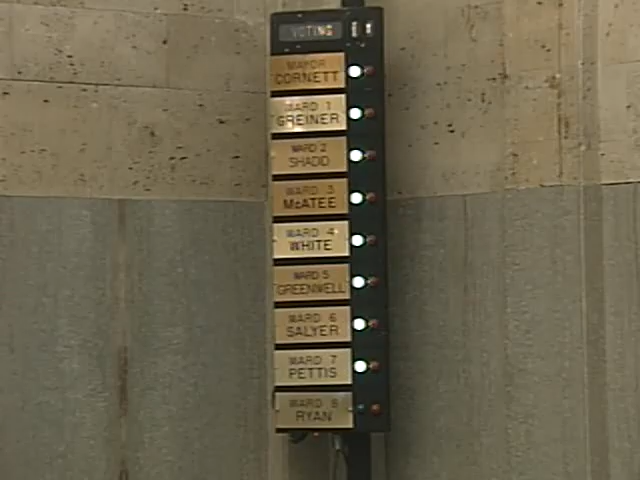 VOTING
MAYOR
CORNETT
WARD 1
GREINER
WARD 2
SHADD
WARD 3
McATEE
WARD 4
WHITE
WARD 5
GREENWELL
WARD 6
SALYER
WARD 7
PETTIS
WARD 8
RYAN